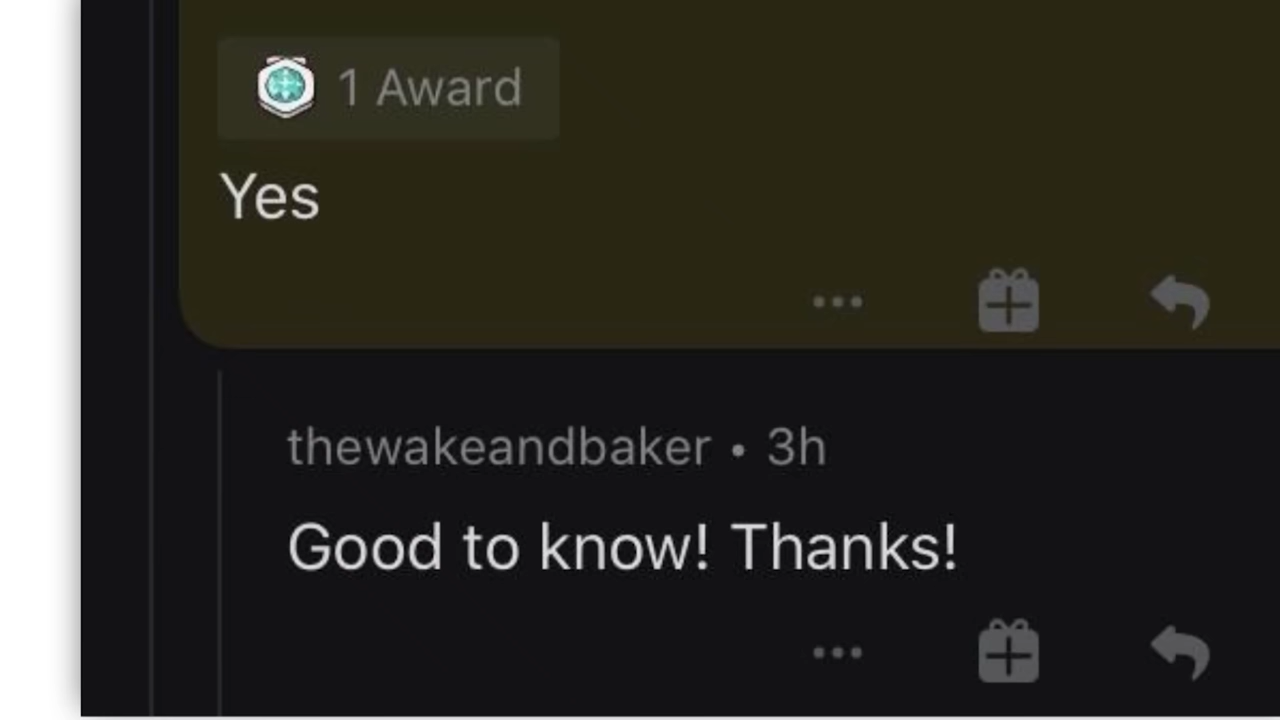 1 Award
Yes
thewakeandbaker • 3h
Good to know! Thanks!